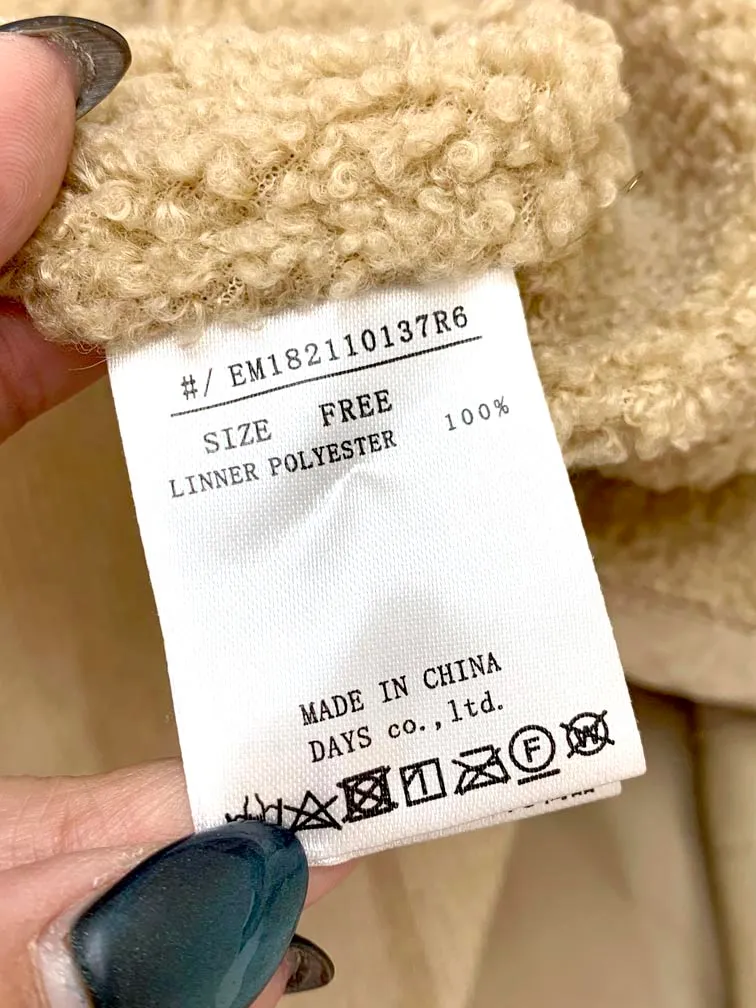 #/ EM182110137R6
SIZE FREE
LINNER POLYESTER 100%
MADE IN CHINA
DAYS co.,ltd.
F W